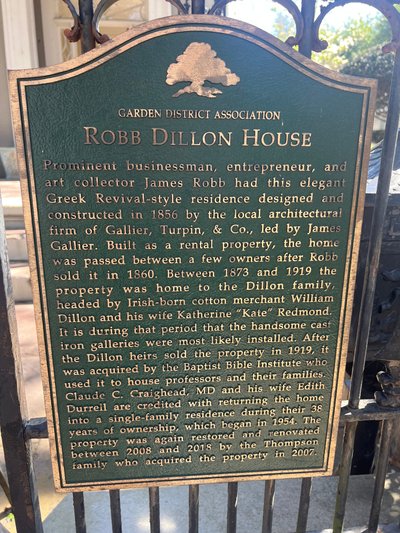 GARDEN DISTRICT ASSOCIATION
ROBB DILLON HOUSE
Prominent businessman, entrepreneur, and
art collector James Robb had this elegant
Greek Revival-style residence designed and
constructed in 1856 by the local architectural
firm of Gallier, Turpin, & Co., led by James
Gallier. Built as a rental property, the home
was passed between a few owners after Robb
sold it in 1860. Between 1873 and 1919 the
property was home to the Dillon family,
headed by Irish-born cotton merchant William
Dillon and his wife Katherine "Kate" Redmond.
It is during that period that the handsome cast
iron galleries were most likely installed. After
the Dillon heirs sold the property in 1919, it
was acquired by the Baptist Bible Institute who
used it to house professors and their families.
Claude C. Craighead, MD and his wife Edith
Durrell are credited with returning the home
into a single-family residence during their 38
years of ownership, which began in 1954. The
property was again restored and renovated
between 2008 and 2018 by the Thompson
family who acquired the property in 2007.